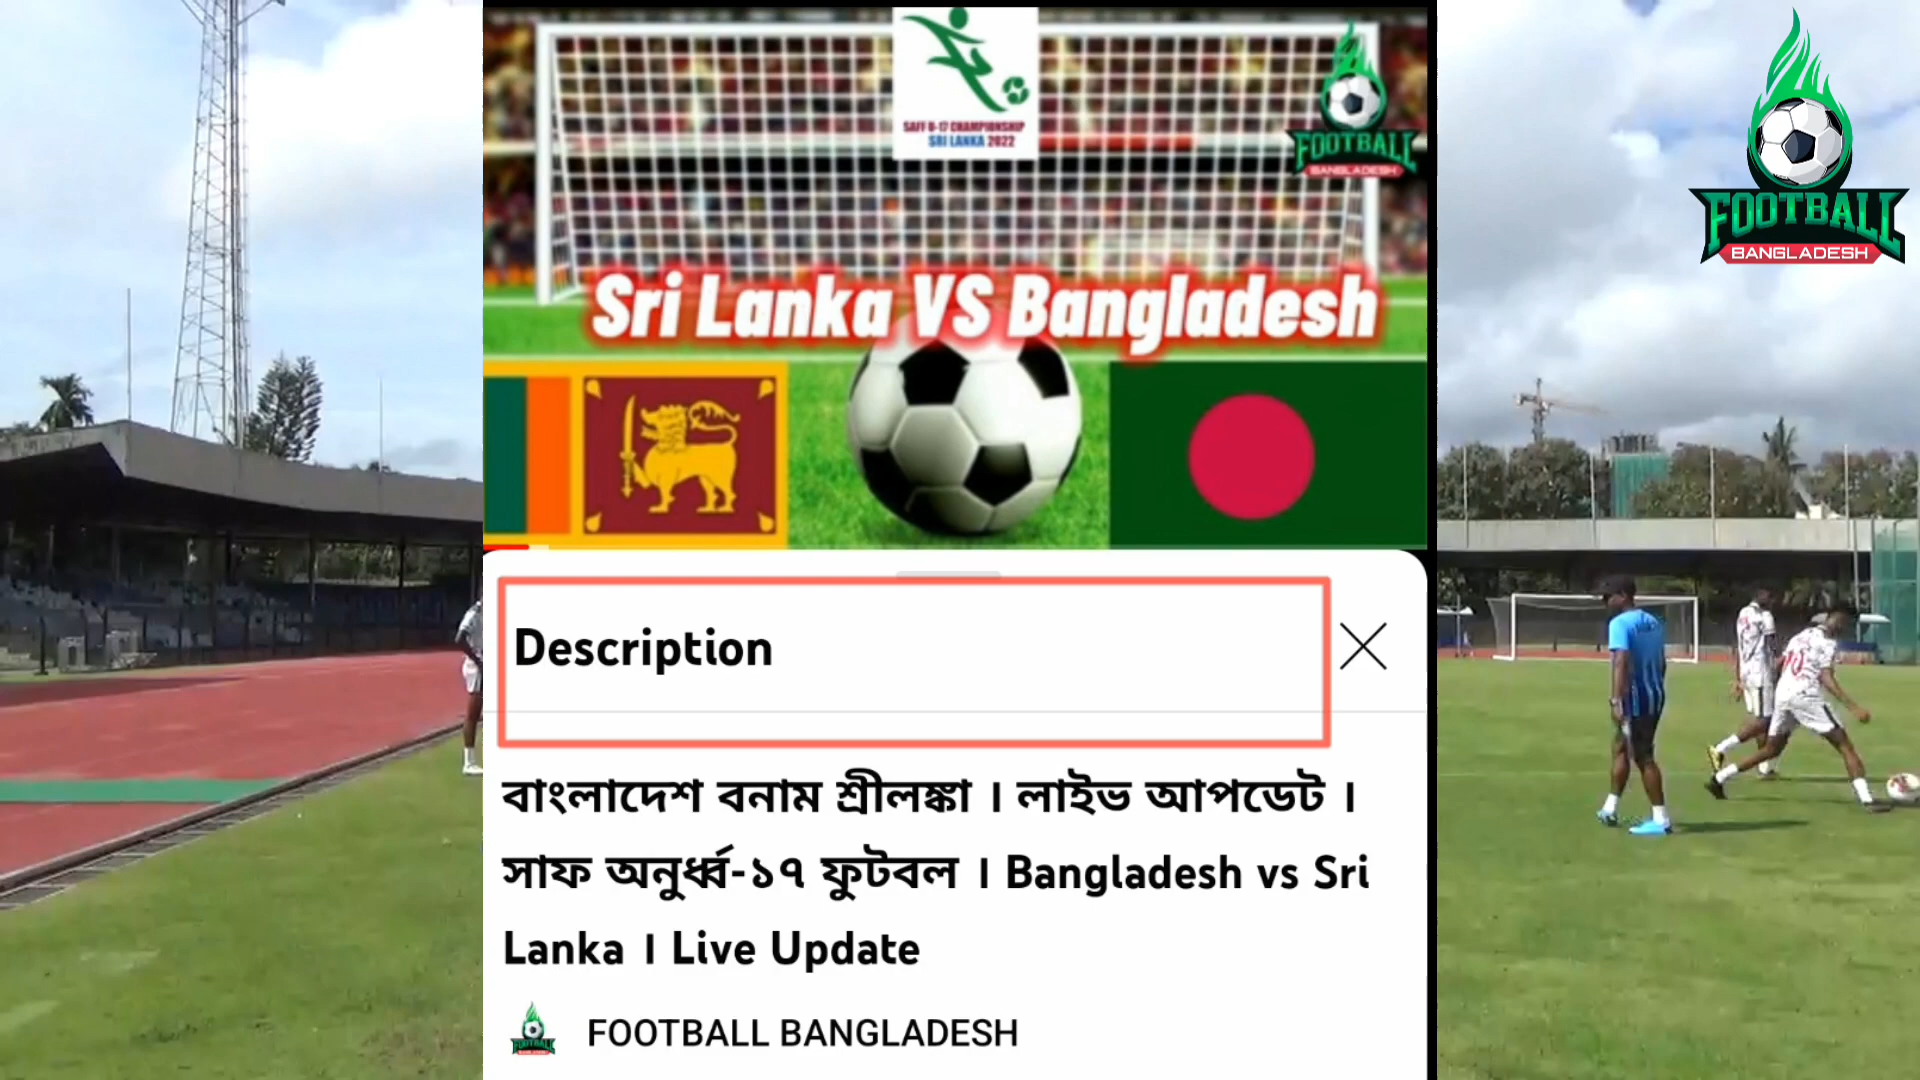 SAFF U-17 CHAMPIONSHIP
SRI LANKA 2022
FOOTBALL
BANGLADESH
FOOTBALL
BANGLADESH
Sri Lanka VS Bangladesh
Description
বাংলাদেশ বনাম শ্রীলঙ্কা । লাইভ আপডেট ।
সাফ অনুর্ধ্ব-১৭ ফুটবল । Bangladesh vs Sri
Lanka । Live Update
FOOTBALL
FOOTBALL BANGLADESH